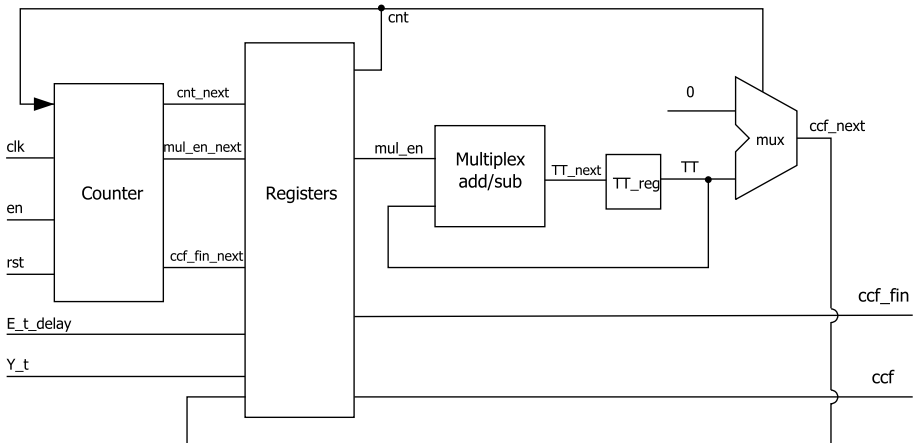 cnt
0
cnt_next
ccf_next
clk
mul_en_next
mul_en
Multiplex
add/sub
mux
TT_next
TT_reg
TT
Counter
Registers
en
rst
ccf_fin_next
ccf_fin
E_t_delay
Y_t
ccf